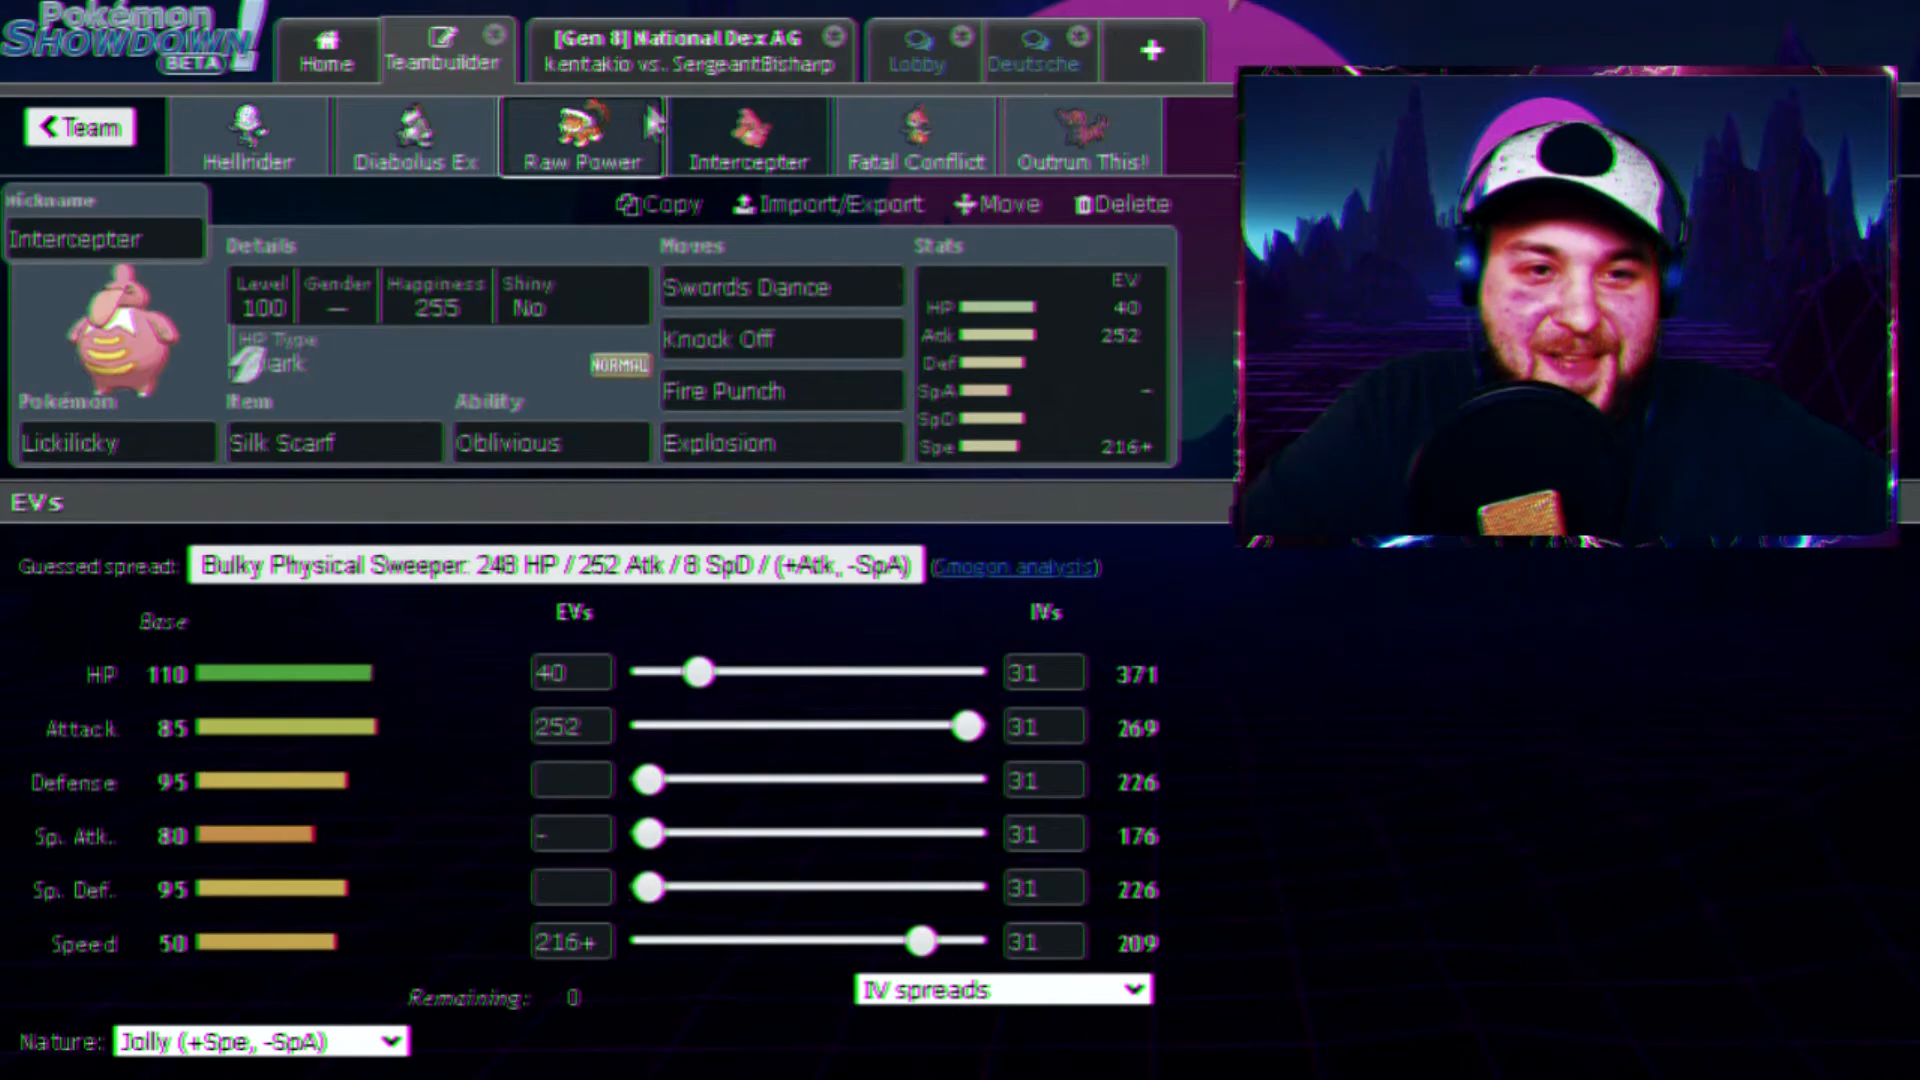 Pokémon
SHOWDOWN!
BETA
Home
Teambuilder
[Gen 8] National Dex AG
kenttakio vs. SergeantBisharp
Lobby
Deutsche
Team
Hellrider
Diabolus Ex
Raw Power
Intercepter
Fatal Conflict
Outrun This!
Copy
Import/Export
Move
Delete
Nickname
Intercepter
Details
Level
100
Gender
—
Happiness
255
Shiny
No
HP Type
Dark
NORMAL
Pokémon
Lickilicky
Item
Silk Scarf
Ability
Oblivious
Moves
Swords Dance
Knock Off
Fire Punch
Explosion
Stats
EV
HP 40
Atk 252
Def
SpA -
SpD
Spe 216+
EVs
Guessed spread: Bulky Physical Sweeper: 248 HP / 252 Atk / 8 SpD / (+Atk, -SpA) (Smogon analysis)
Base EVs IVs
HP 110 40 31 371
Attack 85 252 31 269
Defense 95 31 226
Sp. Atk. 80 - 31 176
Sp. Def. 95 31 226
Speed 50 216+ 31 209
Remaining: 0
IV spreads
Nature: Jolly (+Spe, -SpA)